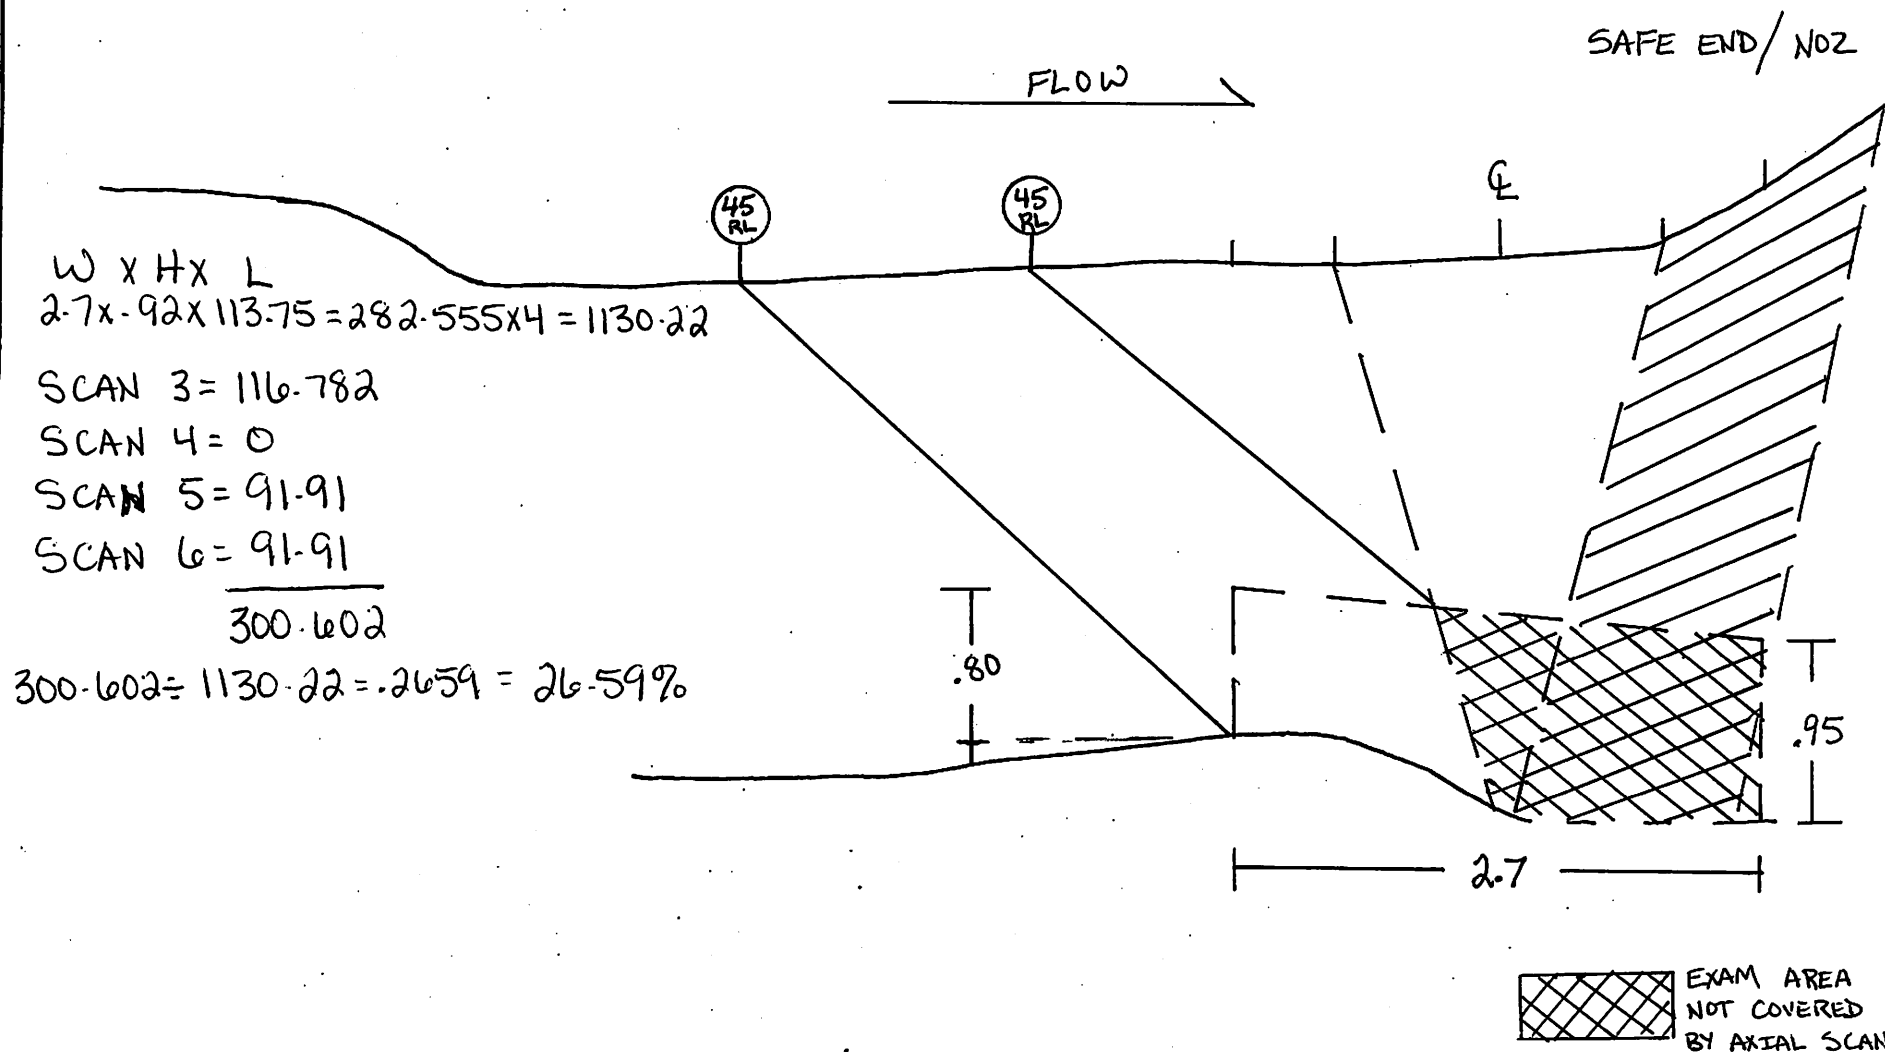 SAFE END/NOZ
FLOW
℄
45
RL
45
RL
W X H X L
2.7x.92x113.75=282.555x4=1130.22
SCAN 3=116.782
SCAN 4=0
SCAN 5=91.91
SCAN 6=91.91
300.602
300.602÷1130.22=.2659=26.59%
.80
.95
2.7
EXAM AREA
NOT COVERED
BY AXIAL SCAN